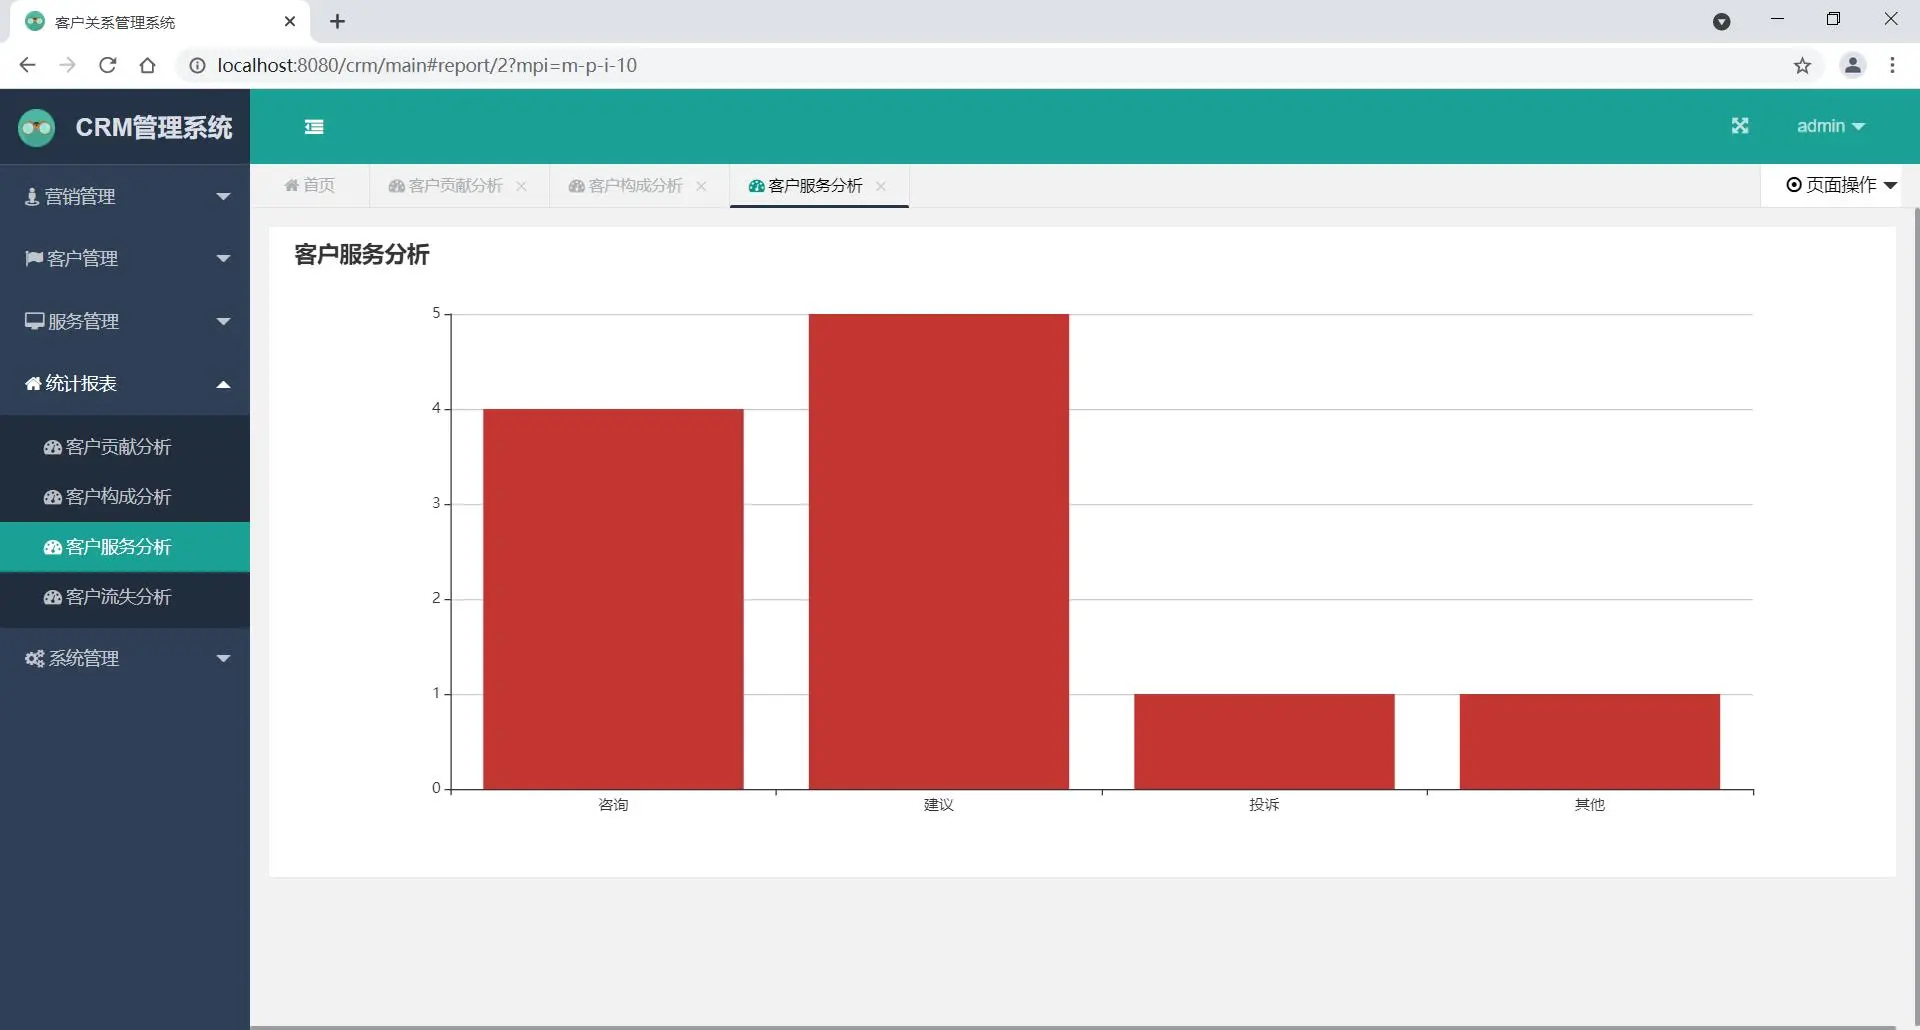 客户关系管理系统
localhost:8080/crm/main#report/2?mpi=m-p-i-10
CRM管理系统
admin
首页
客户贡献分析
客户构成分析
客户服务分析
页面操作
营销管理
客户管理
服务管理
统计报表
客户贡献分析
客户构成分析
客户服务分析
客户流失分析
系统管理
客户服务分析
5
4
3
2
1
0
咨询
建议
投诉
其他